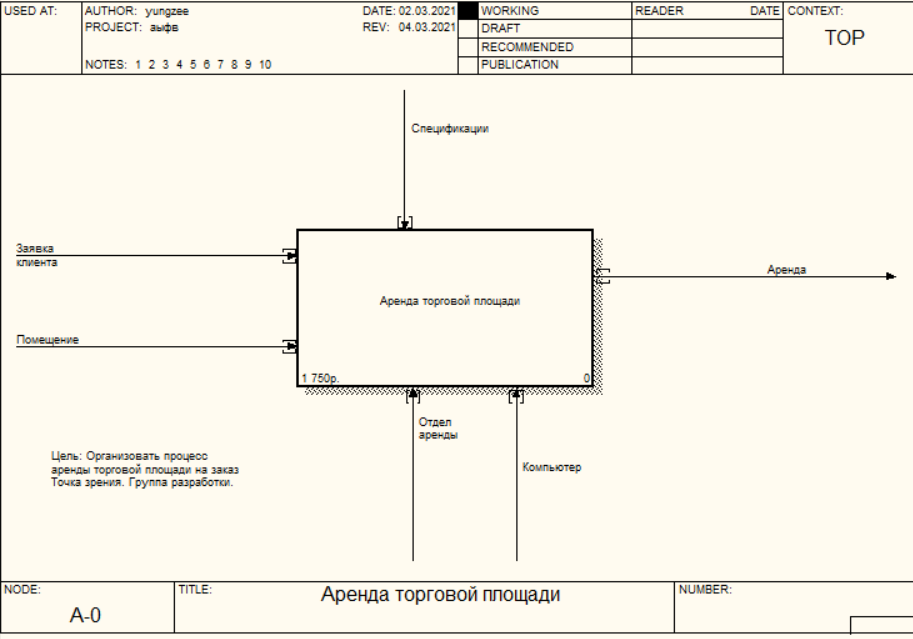 USED AT:
AUTHOR: yungzee
DATE: 02.03.2021
WORKING
READER
DATE
CONTEXT:
PROJECT: аыфв
REV: 04.03.2021
DRAFT
TOP
RECOMMENDED
NOTES: 1 2 3 4 5 6 7 8 9 10
PUBLICATION
Спецификации
Заявка
клиента
Аренда
Аренда торговой площади
Помещение
1 750р.
0
Отдел
аренды
Компьютер
Цель: Организовать процесс
аренды торговой площади на заказ
Точка зрения. Группа разработки.
NODE:
TITLE:
Аренда торговой площади
NUMBER:
A-0